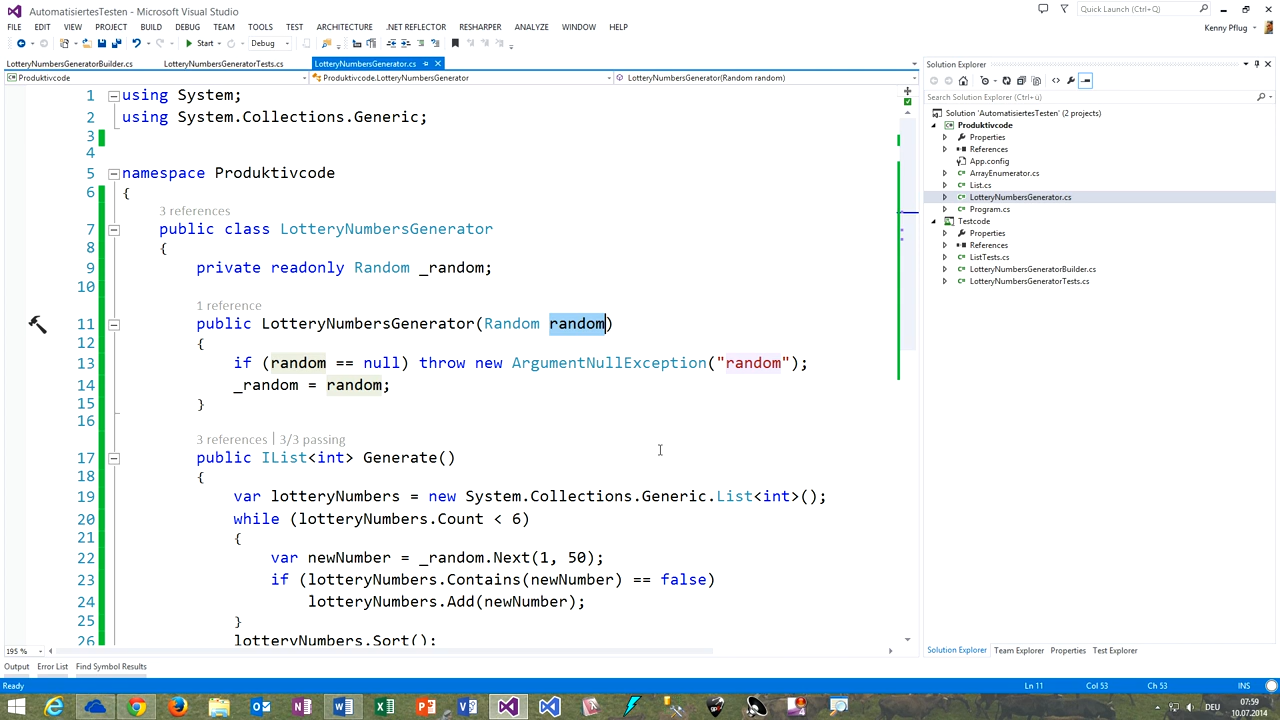 AutomatisiertesTesten - Microsoft Visual Studio
Quick Launch (Ctrl+Q)
FILE EDIT VIEW PROJECT BUILD DEBUG TEAM TOOLS TEST ARCHITECTURE .NET REFLECTOR RESHARPER ANALYZE WINDOW HELP
Kenny Pflug
Start Debug
LotteryNumbersGeneratorBuilder.cs LotteryNumbersGeneratorTests.cs LotteryNumbersGenerator.cs
Produktivcode Produktivcode.LotteryNumbersGenerator LotteryNumbersGenerator(Random random)
1 using System;
2 using System.Collections.Generic;
3
4
5 namespace Produktivcode
6 {
3 references
7 public class LotteryNumbersGenerator
8 {
9 private readonly Random _random;
10
1 reference
11 public LotteryNumbersGenerator(Random random)
12 {
13 if (random == null) throw new ArgumentNullException("random");
14 _random = random;
15 }
16
3 references | 3/3 passing
17 public IList<int> Generate()
18 {
19 var lotteryNumbers = new System.Collections.Generic.List<int>();
20 while (lotteryNumbers.Count < 6)
21 {
22 var newNumber = _random.Next(1, 50);
23 if (lotteryNumbers.Contains(newNumber) == false)
24 lotteryNumbers.Add(newNumber);
25 }
26 lotteryNumbers.Sort();
195 %
Solution Explorer
Search Solution Explorer (Ctrl+ü)
Solution 'AutomatisiertesTesten' (2 projects)
Produktivcode
Properties
References
App.config
ArrayEnumerator.cs
List.cs
LotteryNumbersGenerator.cs
Program.cs
Testcode
Properties
References
ListTests.cs
LotteryNumbersGeneratorBuilder.cs
LotteryNumbersGeneratorTests.cs
Solution Explorer Team Explorer Properties Test Explorer
Output Error List Find Symbol Results
Ready Ln 11 Col 53 Ch 53 INS
DEU
07:59
10.07.2014